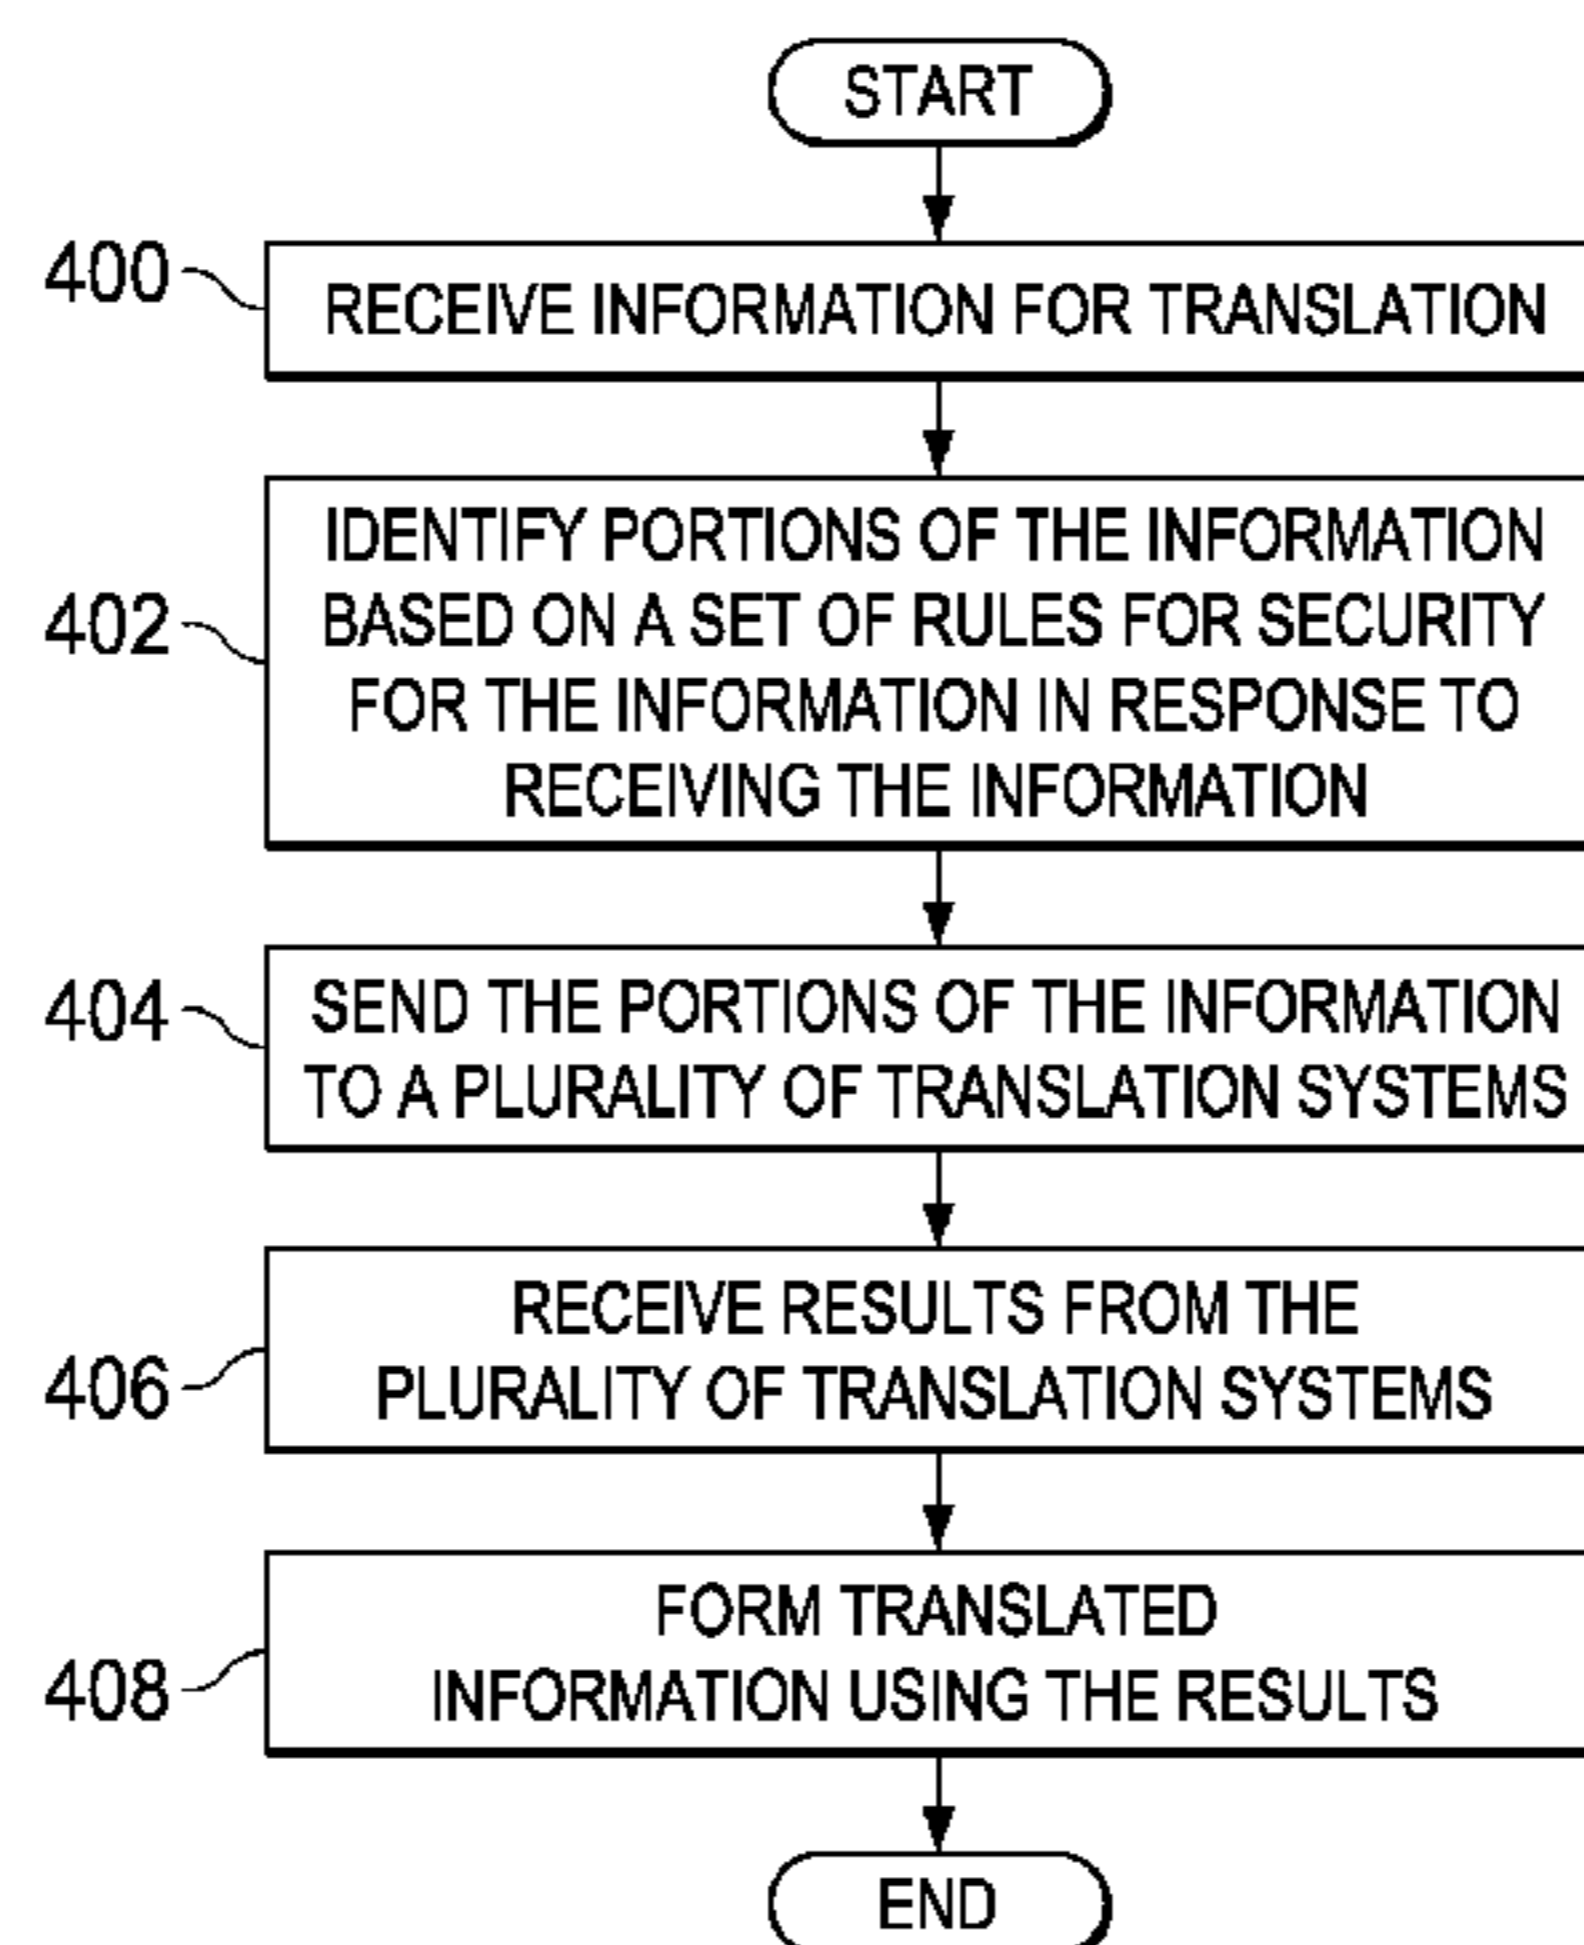 START
400
RECEIVE INFORMATION FOR TRANSLATION
402
IDENTIFY PORTIONS OF THE INFORMATION
BASED ON A SET OF RULES FOR SECURITY
FOR THE INFORMATION IN RESPONSE TO
RECEIVING THE INFORMATION
404
SEND THE PORTIONS OF THE INFORMATION
TO A PLURALITY OF TRANSLATION SYSTEMS
406
RECEIVE RESULTS FROM THE
PLURALITY OF TRANSLATION SYSTEMS
408
FORM TRANSLATED
INFORMATION USING THE RESULTS
END